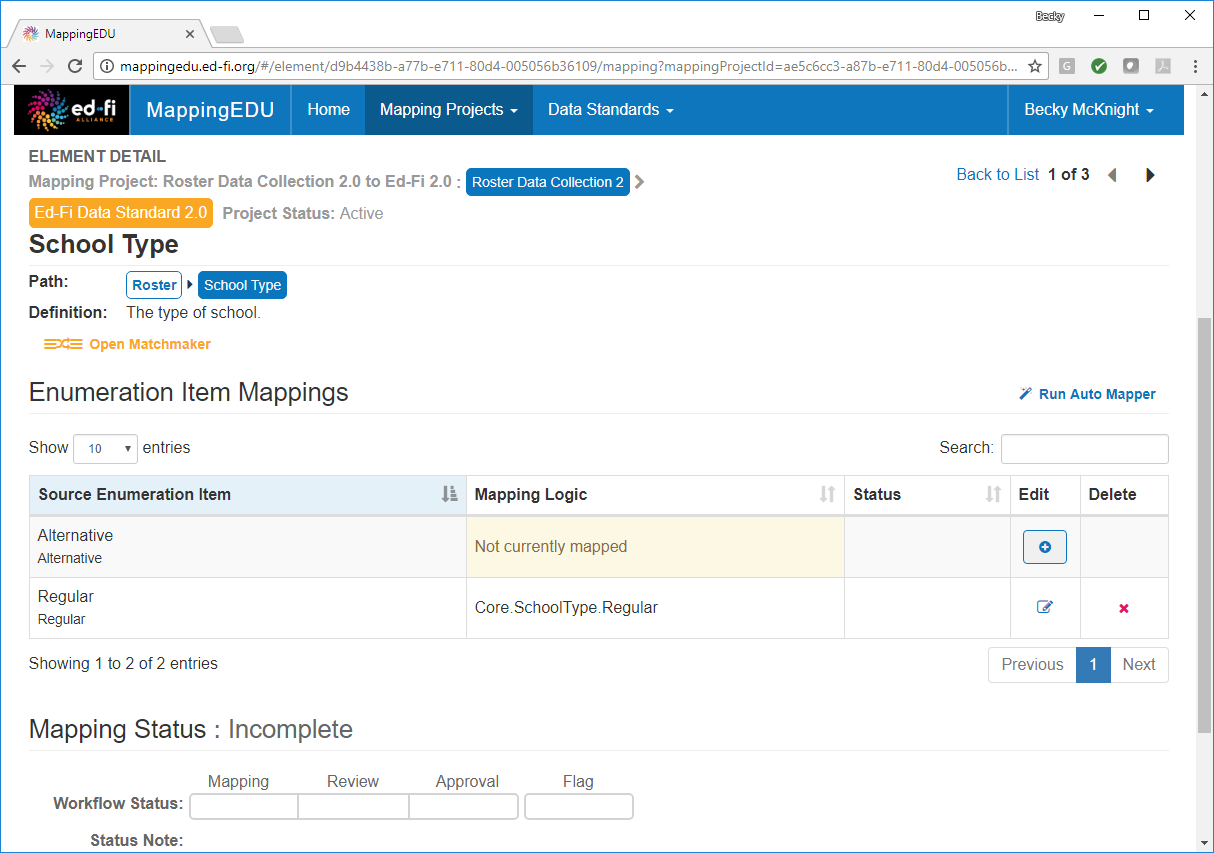 Becky
MappingEDU
mappingedu.ed-fi.org/#/element/d9b4438b-a77b-e711-80d4-005056b36109/mapping?mappingProjectId=ae5c6cc3-a87b-e711-80d4-005056b...
G
ed-fi ALLIANCE MappingEDU Home Mapping Projects Data Standards Becky McKnight
ELEMENT DETAIL
Mapping Project: Roster Data Collection 2.0 to Ed-Fi 2.0 : Roster Data Collection 2
Back to List 1 of 3
Ed-Fi Data Standard 2.0 Project Status: Active
School Type
Path: Roster School Type
Definition: The type of school.
Open Matchmaker
Enumeration Item Mappings
Run Auto Mapper
Show 10 entries Search:
Source Enumeration Item Mapping Logic Status Edit Delete
Alternative
Alternative
Not currently mapped
Regular
Regular
Core.SchoolType.Regular
Showing 1 to 2 of 2 entries Previous 1 Next
Mapping Status : Incomplete
Mapping Review Approval Flag
Workflow Status:
Status Note: